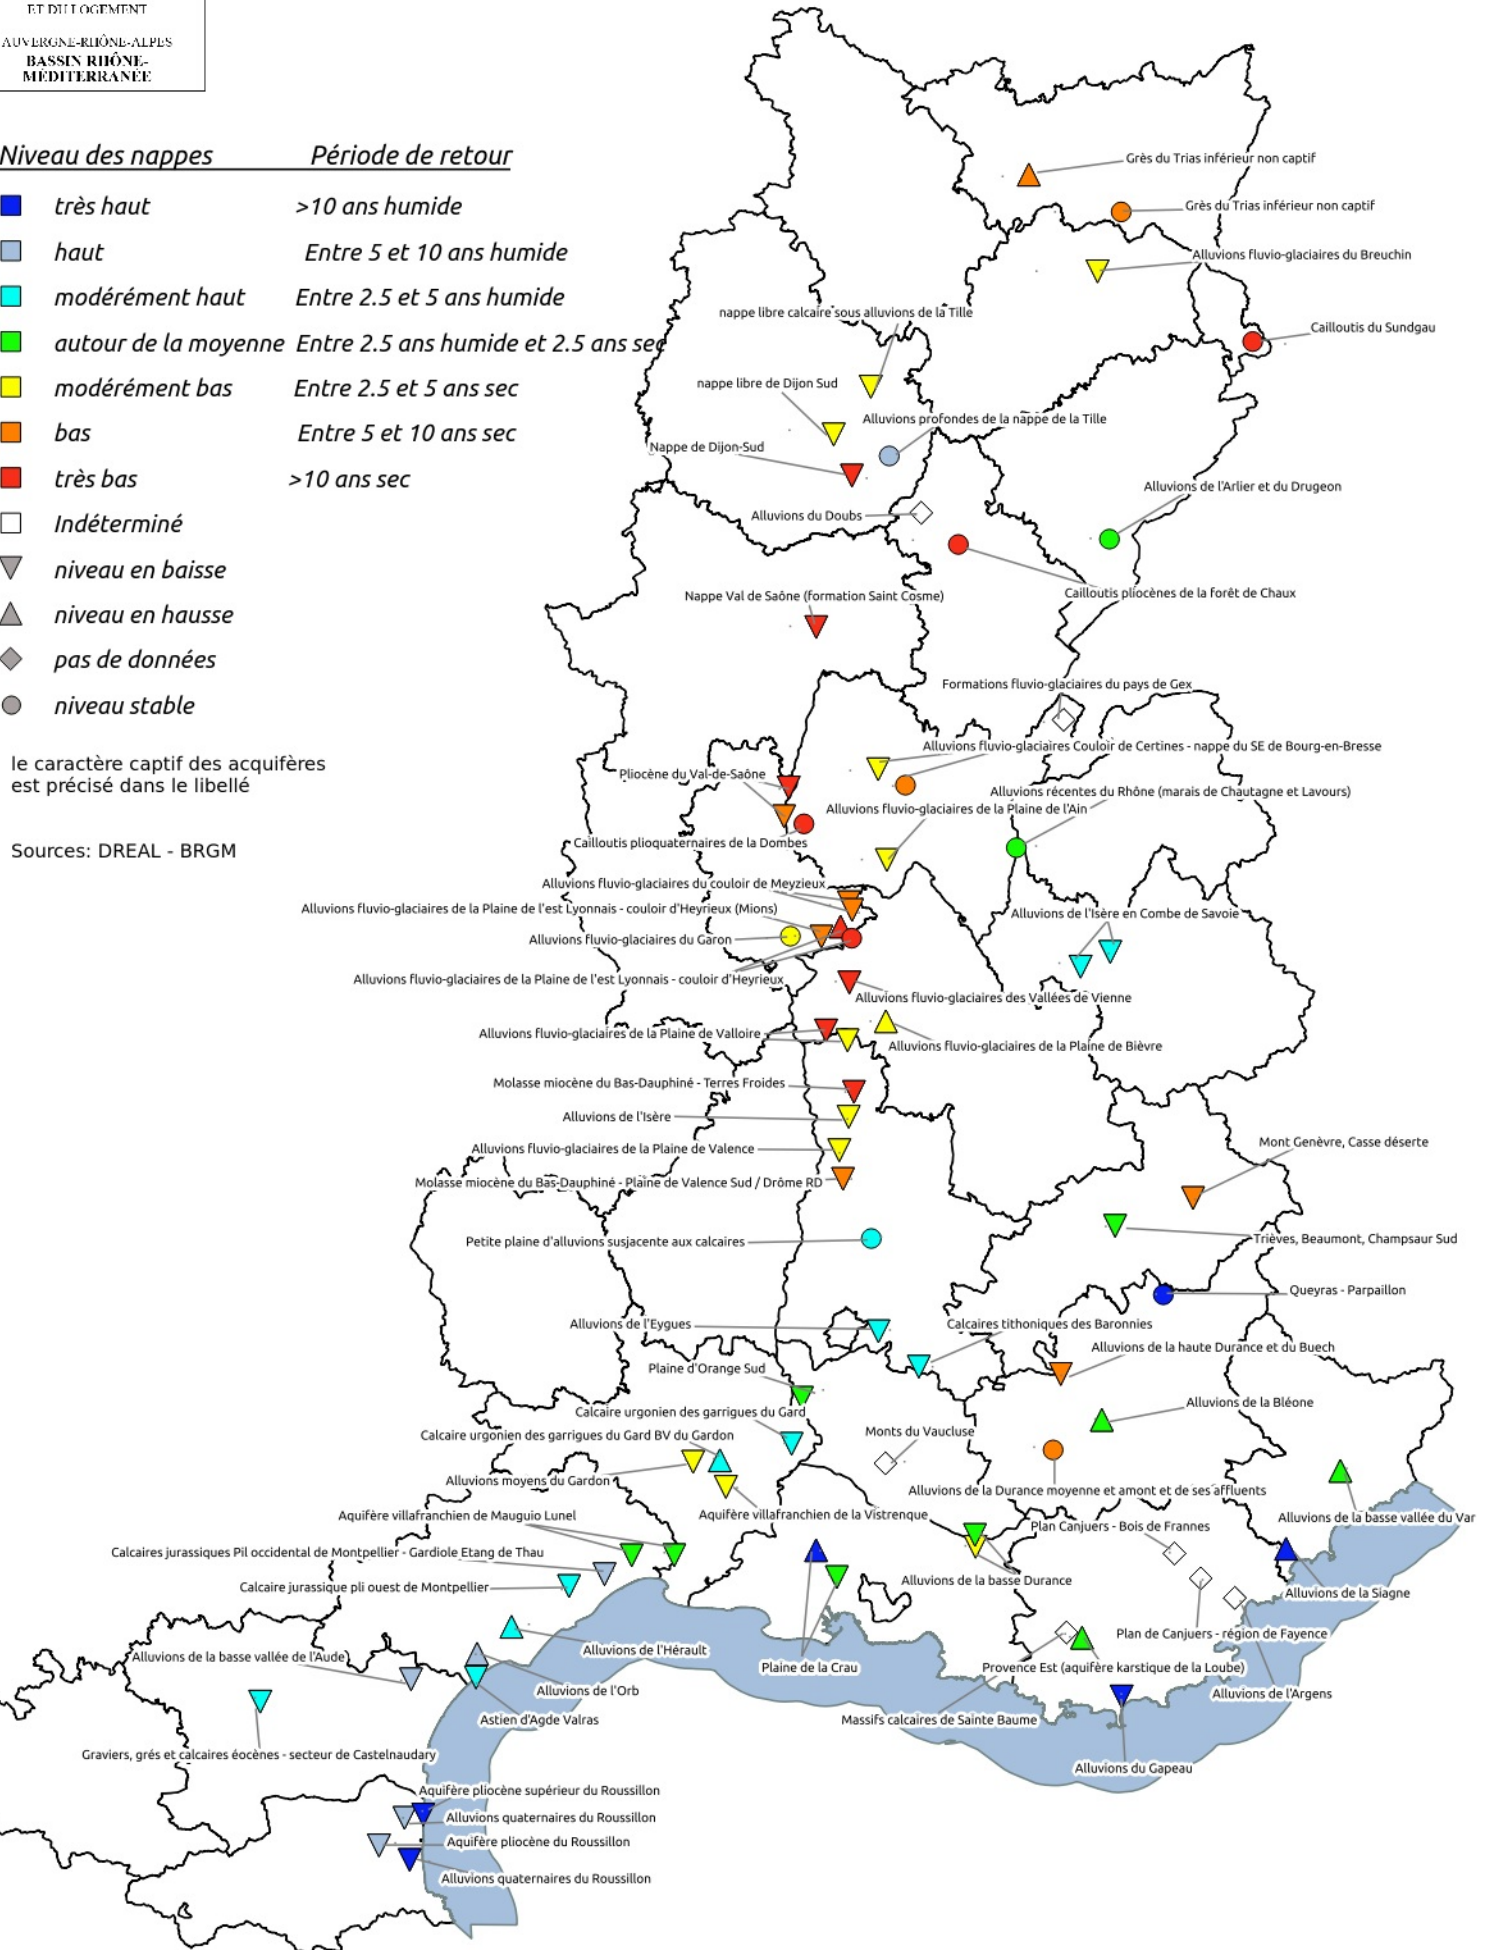 ET DU LOGEMENT
AUVERGNE-RHÔNE-ALPES
BASSIN RHÔNE-
MÉDITERRANÉE
Niveau des nappes Période de retour
très haut >10 ans humide
haut Entre 5 et 10 ans humide
modérément haut Entre 2.5 et 5 ans humide
autour de la moyenne Entre 2.5 ans humide et 2.5 ans sec
modérément bas Entre 2.5 et 5 ans sec
bas Entre 5 et 10 ans sec
très bas >10 ans sec
Indéterminé
niveau en baisse
niveau en hausse
pas de données
niveau stable
le caractère captif des acquifères
est précisé dans le libellé
Sources: DREAL - BRGM
Grès du Trias inférieur non captif
Grès du Trias inférieur non captif
Alluvions fluvio-glaciaires du Breuchin
nappe libre calcaire sous alluvions de la Tille
Cailloutis du Sundgau
nappe libre de Dijon Sud
Alluvions profondes de la nappe de la Tille
Nappe de Dijon-Sud
Alluvions de l'Arlier et du Drugeon
Alluvions du Doubs
Cailloutis pliocènes de la forêt de Chaux
Nappe Val de Saône (formation Saint Cosme)
Formations fluvio-glaciaires du pays de Gex
Alluvions fluvio-glaciaires Couloir de Certines - nappe du SE de Bourg-en-Bresse
Pliocène du Val-de-Saône
Alluvions récentes du Rhône (marais de Chautagne et Lavours)
Alluvions fluvio-glaciaires de la Plaine de l'Ain
Cailloutis plioquaternaires de la Dombes
Alluvions fluvio-glaciaires du couloir de Meyzieux
Alluvions fluvio-glaciaires de la Plaine de l'est Lyonnais - couloir d'Heyrieux (Mions)
Alluvions de l'Isère en Combe de Savoie
Alluvions fluvio-glaciaires du Garon
Alluvions fluvio-glaciaires de la Plaine de l'est Lyonnais - couloir d'Heyrieux
Alluvions fluvio-glaciaires des Vallées de Vienne
Alluvions fluvio-glaciaires de la Plaine de Valloire
Alluvions fluvio-glaciaires de la Plaine de Bièvre
Molasse miocène du Bas-Dauphiné - Terres Froides
Alluvions de l'Isère
Mont Genèvre, Casse déserte
Alluvions fluvio-glaciaires de la Plaine de Valence
Molasse miocène du Bas-Dauphiné - Plaine de Valence Sud / Drôme RD
Trièves, Beaumont, Champsaur Sud
Petite plaine d'alluvions susjacente aux calcaires
Queyras - Parpaillon
Alluvions de l'Eygues
Calcaires tithoniques des Baronnies
Alluvions de la haute Durance et du Buech
Plaine d'Orange Sud
Alluvions de la Bléone
Calcaire urgonien des garrigues du Gard
Monts du Vaucluse
Calcaire urgonien des garrigues du Gard BV du Gardon
Alluvions moyens du Gardon
Alluvions de la Durance moyenne et amont et de ses affluents
Aquifère villafranchien de Mauguio Lunel
Aquifère villafranchien de la Vistrenque
Alluvions de la basse vallée du Var
Plan Canjuers - Bois de Frannes
Calcaires jurassiques Pil occidental de Montpellier - Gardiole Etang de Thau
Alluvions de la basse Durance
Calcaire jurassique pli ouest de Montpellier
Alluvions de la Siagne
Plan de Canjuers - région de Fayence
Alluvions de l'Hérault
Alluvions de la basse vallée de l'Aude
Plaine de la Crau
Provence Est (aquifère karstique de la Loube)
Alluvions de l'Orb
Alluvions de l'Argens
Astien d'Agde Valras
Massifs calcaires de Sainte Baume
Graviers, grés et calcaires éocènes - secteur de Castelnaudary
Alluvions du Gapeau
Aquifère pliocène supérieur du Roussillon
Alluvions quaternaires du Roussillon
Aquifère pliocène du Roussillon
Alluvions quaternaires du Roussillon